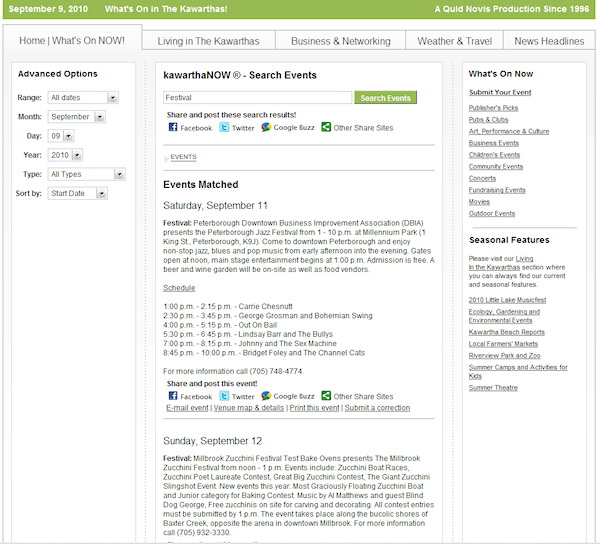 September 9, 2010 What's On in The Kawarthas! A Quid Novis Production Since 1996
Home | What's On NOW! Living in The Kawarthas Business & Networking Weather & Travel News Headlines
Advanced Options
Range: All dates
Month: September
Day: 09
Year: 2010
Type: All Types
Sort by: Start Date
kawarthaNOW ® - Search Events
Festival Search Events
Share and post these search results!
Facebook Twitter Google Buzz Other Share Sites
EVENTS
Events Matched
Saturday, September 11
Festival: Peterborough Downtown Business Improvement Association (DBIA)
presents the Peterborough Jazz Festival from 1 - 10 p.m. at Millennium Park (1
King St., Peterborough, K9J). Come to downtown Peterborough and enjoy
non-stop jazz, blues and pop music from early afternoon into the evening. Gates
open at noon, main stage entertainment begins at 1:00 p.m. Admission is free. A
beer and wine garden will be on-site as well as food vendors.
Schedule
1:00 p.m. - 2:15 p.m. - Carrie Chesnutt
2:30 p.m. - 3:45 p.m. - George Grosman and Bohemian Swing
4:00 p.m. - 5:15 p.m. - Out On Bail
5:30 p.m. - 6:45 p.m. - Lindsay Barr and The Bullys
7:00 p.m. - 8:15 p.m. - Johnny and The Sex Machine
8:45 p.m. - 10:00 p.m. - Bridget Foley and The Channel Cats
For more information call (705) 748-4774.
Share and post this event!
Facebook Twitter Google Buzz Other Share Sites
E-mail event | Venue map & details | Print this event | Submit a correction
Sunday, September 12
Festival: Millbrook Zucchini Festival Test Bake Ovens presents The Millbrook
Zucchini Festival from noon - 1 p.m. Events include: Zucchini Boat Races,
Zucchini Poet Laureate Contest, Great Big Zucchini Contest, The Giant Zucchini
Slingshot Event. New events this year: Most Graciously Floating Zucchini Boat
and Junior category for Baking Contest. Music by Al Matthews and guest Blind
Dog George, Free zucchinis on site for carving and decorating. All contest entries
must be submitted by 1 p.m. The event takes place along the bucolic shores of
Baxter Creek, opposite the arena in downtown Millbrook. For more information
call (705) 932-3330.
What's On Now
Submit Your Event
Publisher's Picks
Pubs & Clubs
Art, Performance & Culture
Business Events
Children's Events
Community Events
Concerts
Fundraising Events
Movies
Outdoor Events
Seasonal Features
Please visit our Living
In the Kawarthas section where
you can always find our current
and seasonal features.
2010 Little Lake Musicfest
Ecology, Gardening and
Environmental Events
Kawartha Beach Reports
Local Farmers' Markets
Riverview Park and Zoo
Summer Camps and Activities for
Kids
Summer Theatre